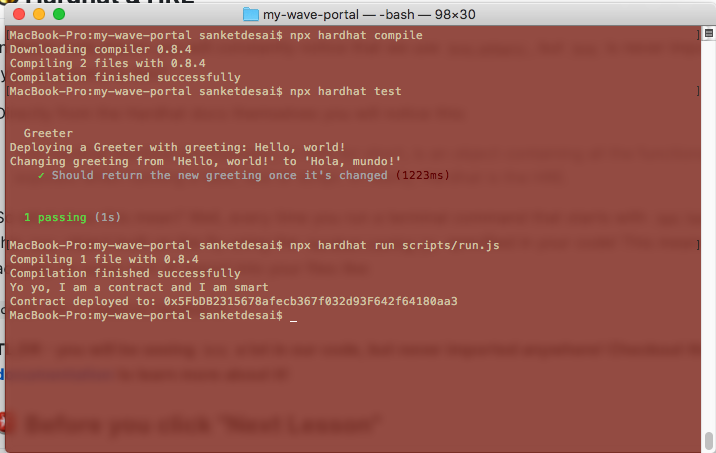 my-wave-portal — -bash — 98×30
MacBook-Pro:my-wave-portal sanketdesai$ npx hardhat compile
Downloading compiler 0.8.4
Compiling 2 files with 0.8.4
Compilation finished successfully
MacBook-Pro:my-wave-portal sanketdesai$ npx hardhat test
Greeter
Deploying a Greeter with greeting: Hello, world!
Changing greeting from 'Hello, world!' to 'Hola, mundo!'
✓ Should return the new greeting once it's changed (1223ms)
1 passing (1s)
MacBook-Pro:my-wave-portal sanketdesai$ npx hardhat run scripts/run.js
Compiling 1 file with 0.8.4
Compilation finished successfully
Yo yo, I am a contract and I am smart
Contract deployed to: 0x5FbDB2315678afecb367f032d93F642f64180aa3
MacBook-Pro:my-wave-portal sanketdesai$ _
Before you click "Next Lesson"